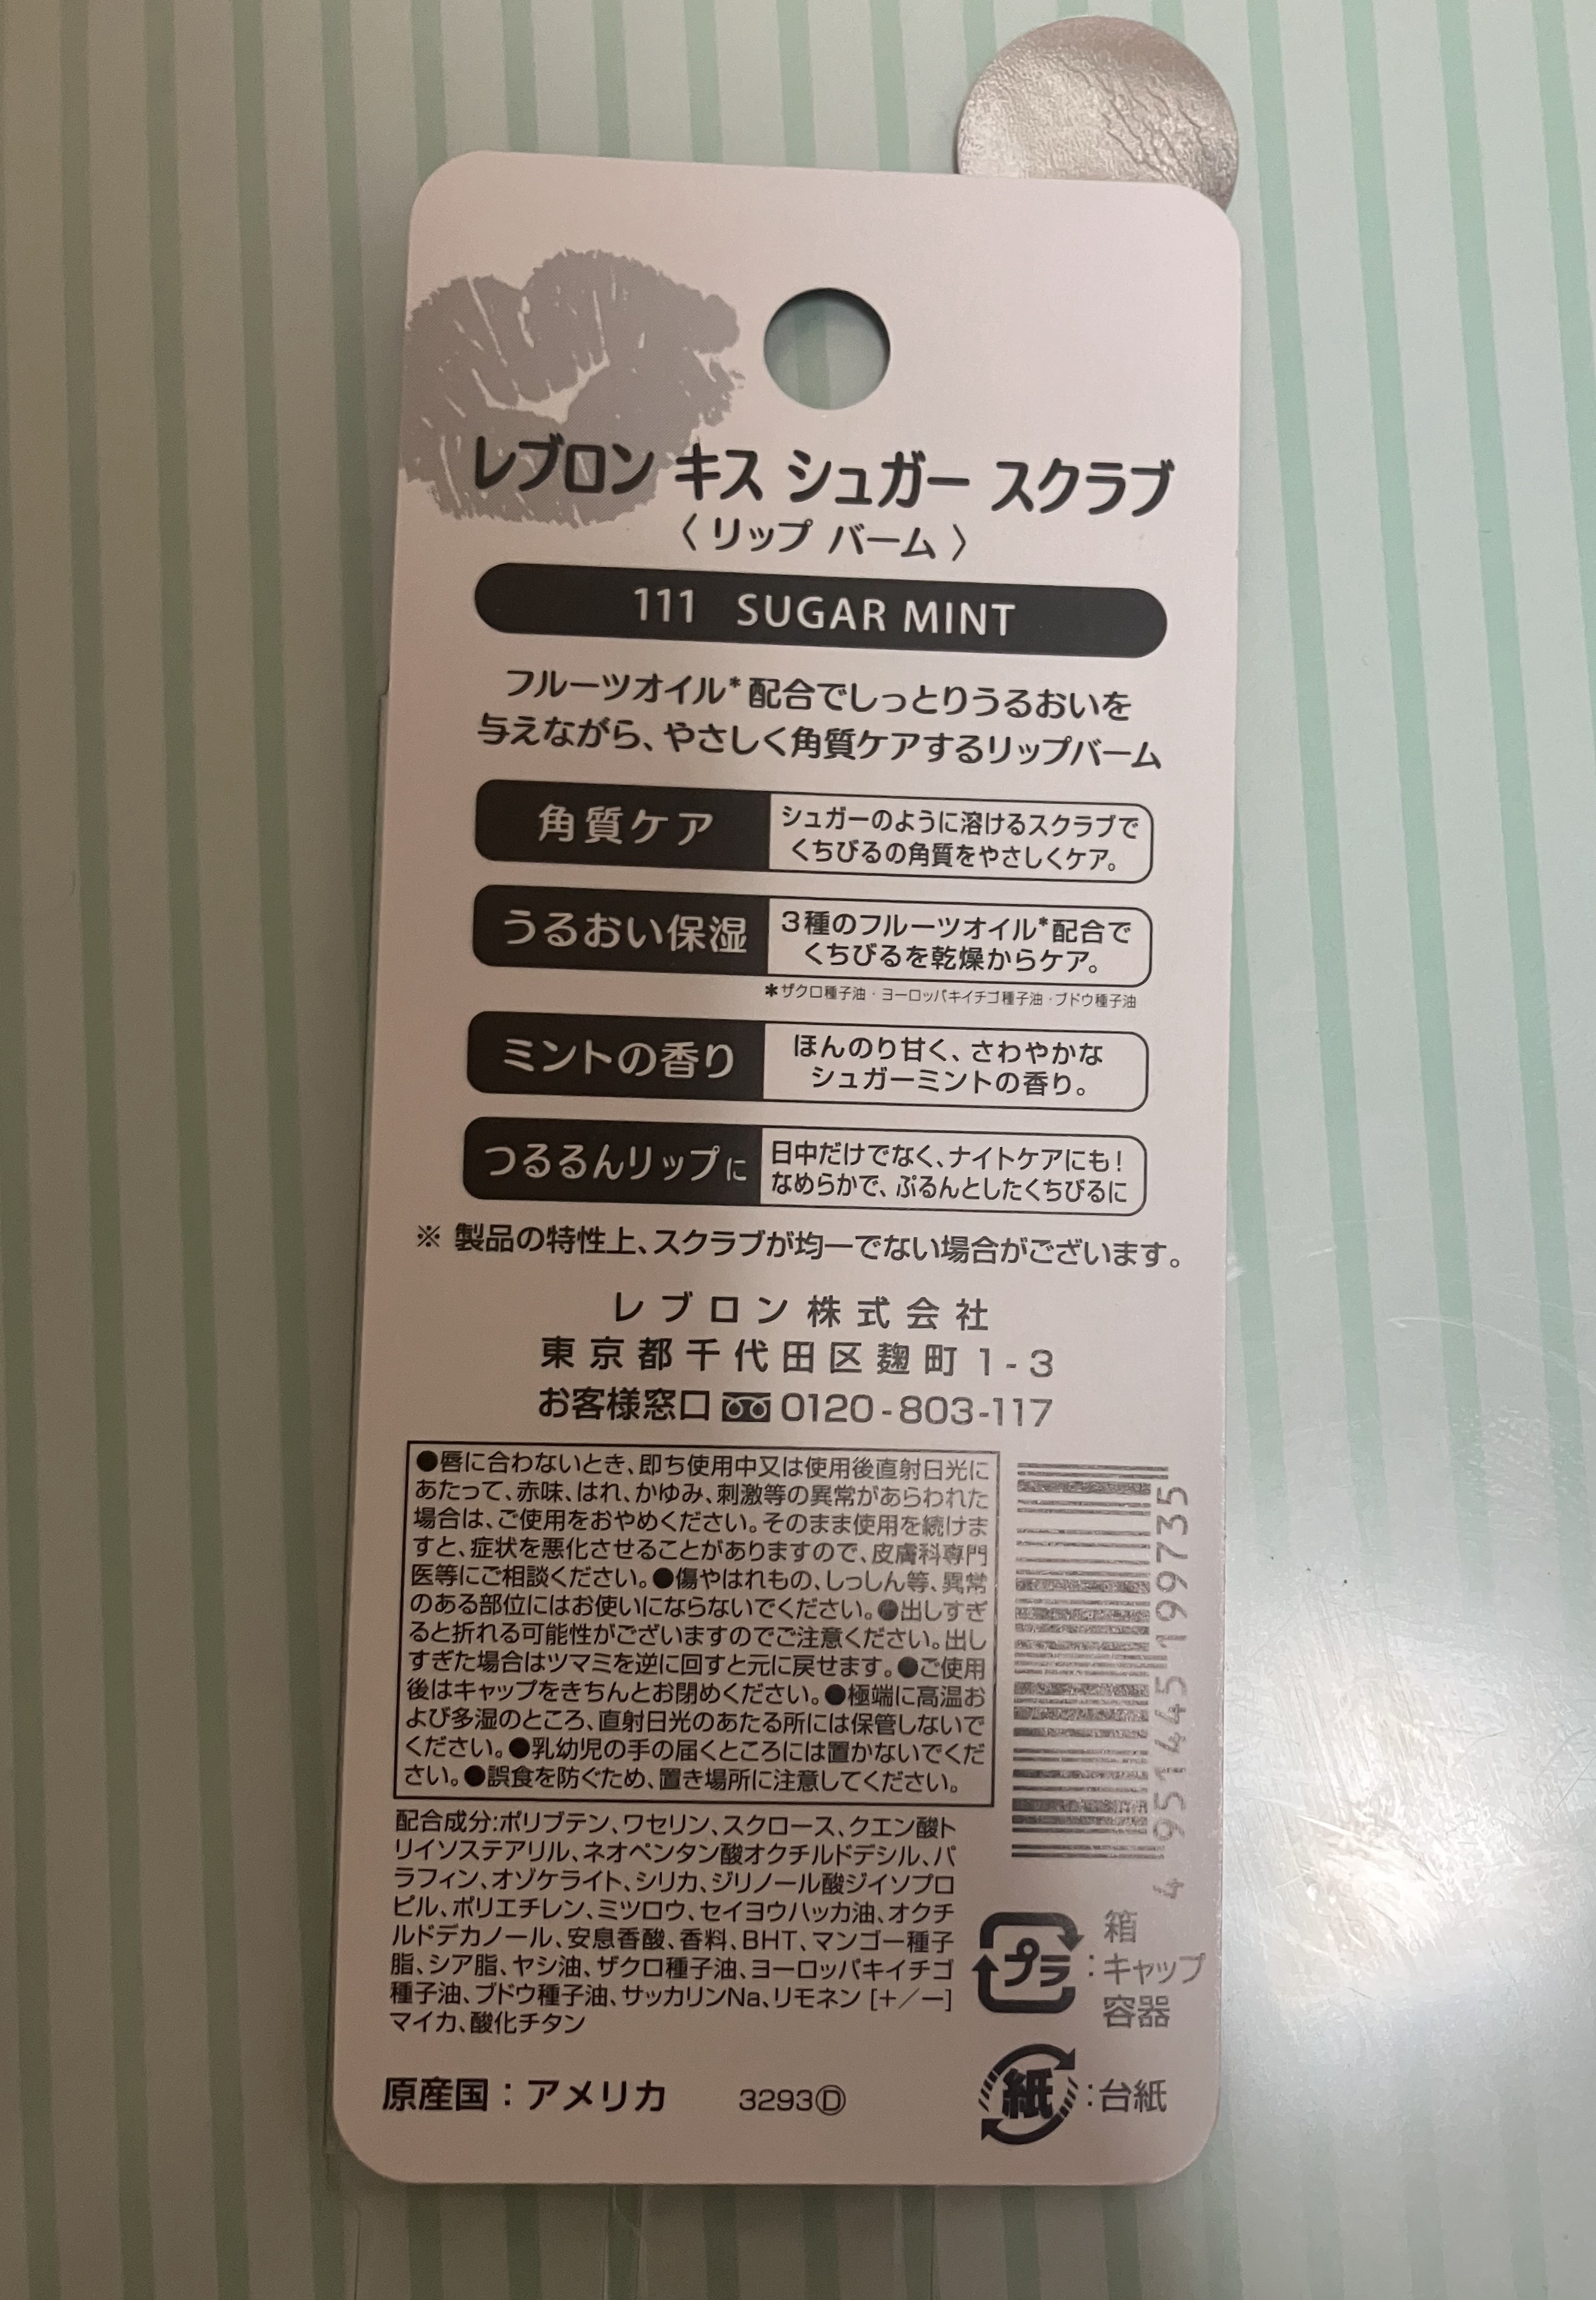 レブロン キス シュガー スクラブ
〈 リップ バーム 〉
111 SUGAR MINT
フルーツオイル*配合でしっとりうるおいを
与えながら、やさしく角質ケアするリップバーム
角質ケア
シュガーのように溶けるスクラブで
くちびるの角質をやさしくケア。
うるおい保湿
3種のフルーツオイル*配合で
くちびるを乾燥からケア。
*ザクロ種子油・ヨーロッパキイチゴ種子油・ブドウ種子油
ミントの香り
ほんのり甘く、さわやかな
シュガーミントの香り。
つるるんリップに
日中だけでなく、ナイトケアにも!
なめらかで、ぷるんとしたくちびるに
※ 製品の特性上、スクラブが均一でない場合がございます。
レブロン株式会社
東京都千代田区麹町1-3
お客様窓口 0120-803-117
●唇に合わないとき、即ち使用中又は使用後直射日光に
あたって、赤味、はれ、かゆみ、刺激等の異常があらわれた
場合は、ご使用をおやめください。そのまま使用を続けま
すと、症状を悪化させることがありますので、皮膚科専門
医等にご相談ください。●傷やはれもの、しっしん等、異常
のある部位にはお使いにならないでください。●出しすぎ
ると折れる可能性がございますのでご注意ください。出し
すぎた場合はツマミを逆に回すと元に戻せます。●ご使用
後はキャップをきちんとお閉めください。●極端に高温お
よび多湿のところ、直射日光のあたる所には保管しないで
ください。●乳幼児の手の届くところには置かないでくだ
さい。●誤食を防ぐため、置き場所に注意してください。
4 951445 199735
配合成分:ポリブテン、ワセリン、スクロース、クエン酸ト
リイソステアリル、ネオペンタン酸オクチルドデシル、パ
ラフィン、オゾケライト、シリカ、ジリノール酸ジイソプロ
ピル、ポリエチレン、ミツロウ、セイヨウハッカ油、オクチ
ルドデカノール、安息香酸、香料、BHT、マンゴー種子
脂、シア脂、ヤシ油、ザクロ種子油、ヨーロッパキイチゴ
種子油、ブドウ種子油、サッカリンNa、リモネン [+/ー]
マイカ、酸化チタン
箱
プラ:キャップ
容器
紙:台紙
原産国:アメリカ 3293Ⓓ